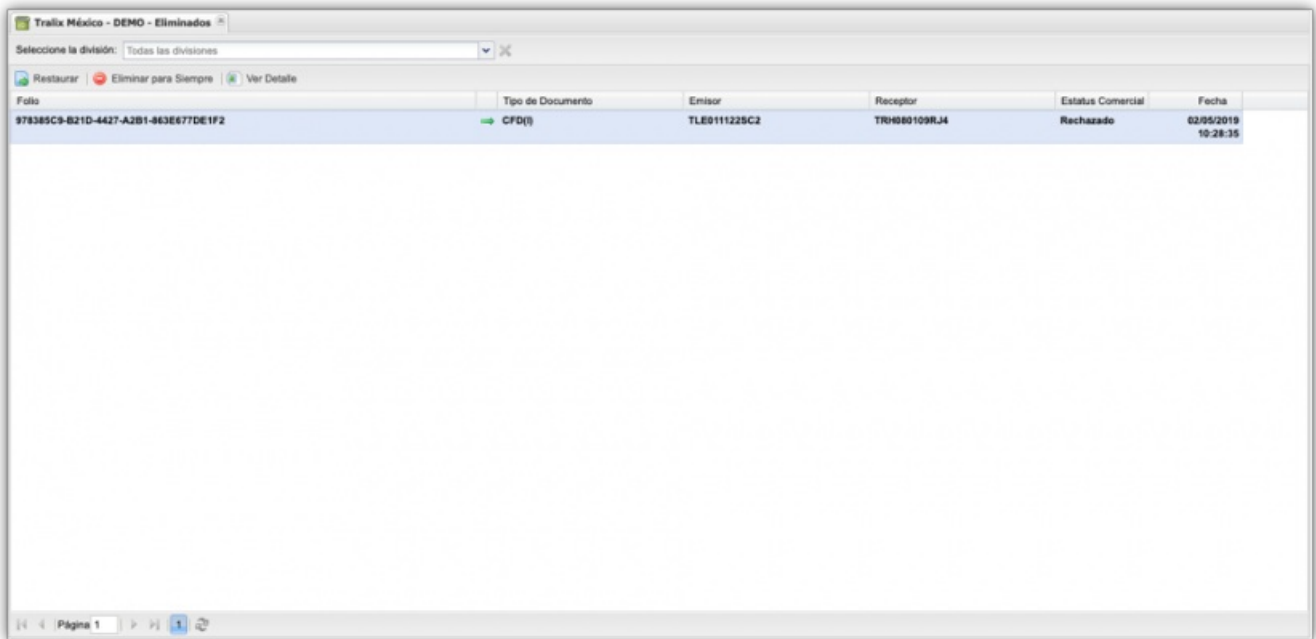 Tralix México - DEMO - Eliminados
Seleccione la división: Todas las divisiones
Restaurar Eliminar para Siempre Ver Detalle
Folio Tipo de Documento Emisor Receptor Estatus Comercial Fecha
978385C9-B21D-4427-A2B1-863E677DE1F2 CFD(I) TLE011122SC2 TRH080109RJ4 Rechazado 02/05/2019
10:28:35
Página 1 1